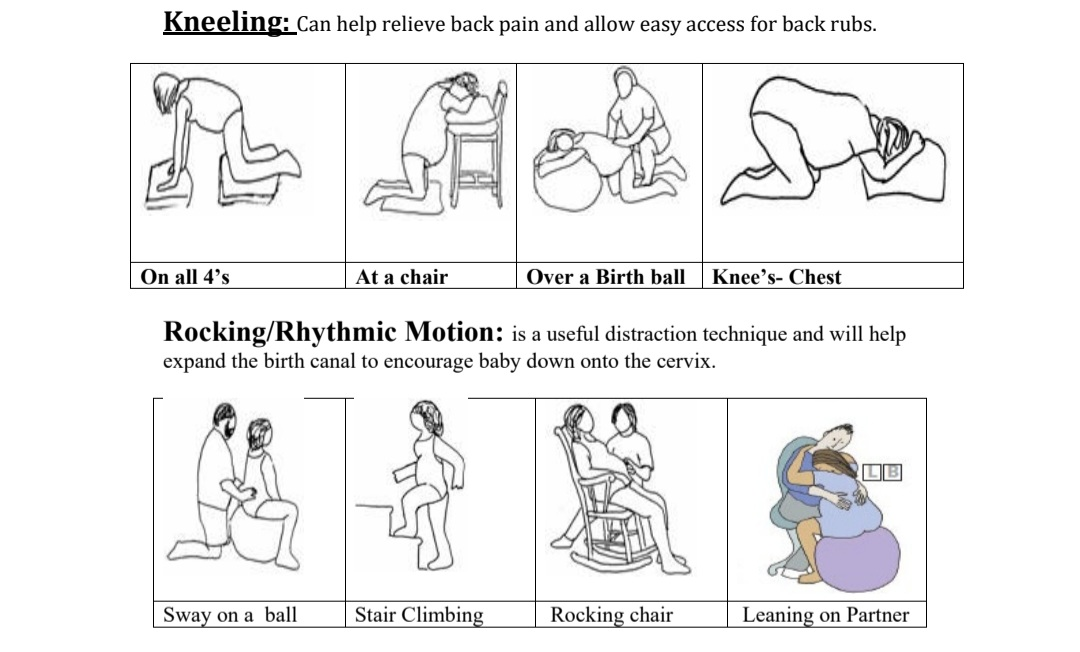 Kneeling: Can help relieve back pain and allow easy access for back rubs.
On all 4’s
At a chair
Over a Birth ball
Knee’s- Chest
Rocking/Rhythmic Motion: is a useful distraction technique and will help
expand the birth canal to encourage baby down onto the cervix.
L B
Sway on a  ball
Stair Climbing
Rocking chair
Leaning on Partner